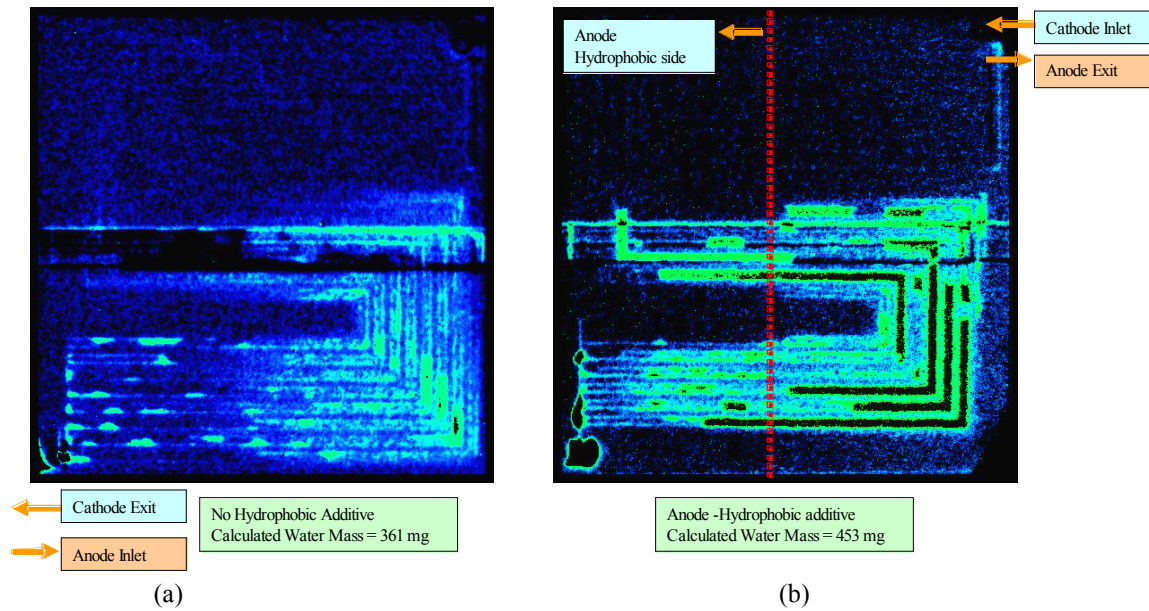 Anode
Hydrophobic side
Cathode Inlet
Anode Exit
Cathode Exit
Anode Inlet
No Hydrophobic Additive
Calculated Water Mass = 361 mg
Anode -Hydrophobic additive
Calculated Water Mass = 453 mg
(a)
(b)